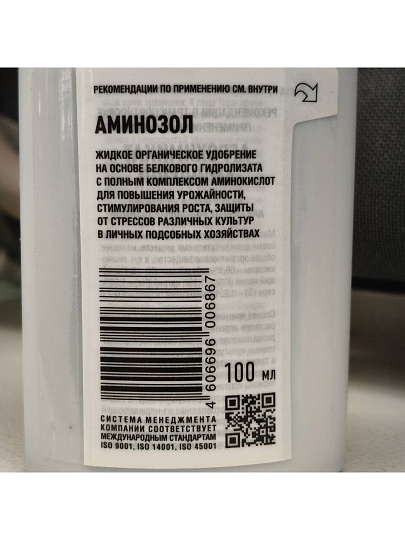 РЕКОМЕНДАЦИИ ПО ПРИМЕНЕНИЮ СМ. ВНУТРИ
АМИНОЗОЛ
ЖИДКОЕ ОРГАНИЧЕСКОЕ УДОБРЕНИЕ
НА ОСНОВЕ БЕЛКОВОГО ГИДРОЛИЗАТА
С ПОЛНЫМ КОМПЛЕКСОМ АМИНОКИСЛОТ
ДЛЯ ПОВЫШЕНИЯ УРОЖАЙНОСТИ,
СТИМУЛИРОВАНИЯ РОСТА, ЗАЩИТЫ
ОТ СТРЕССОВ РАЗЛИЧНЫХ КУЛЬТУР
В ЛИЧНЫХ ПОДСОБНЫХ ХОЗЯЙСТВАХ
4 606696 006867
100 мл
СИСТЕМА МЕНЕДЖМЕНТА
КОМПАНИИ СООТВЕТСТВУЕТ
МЕЖДУНАРОДНЫМ СТАНДАРТАМ
ISO 9001, ISO 14001, ISO 45001